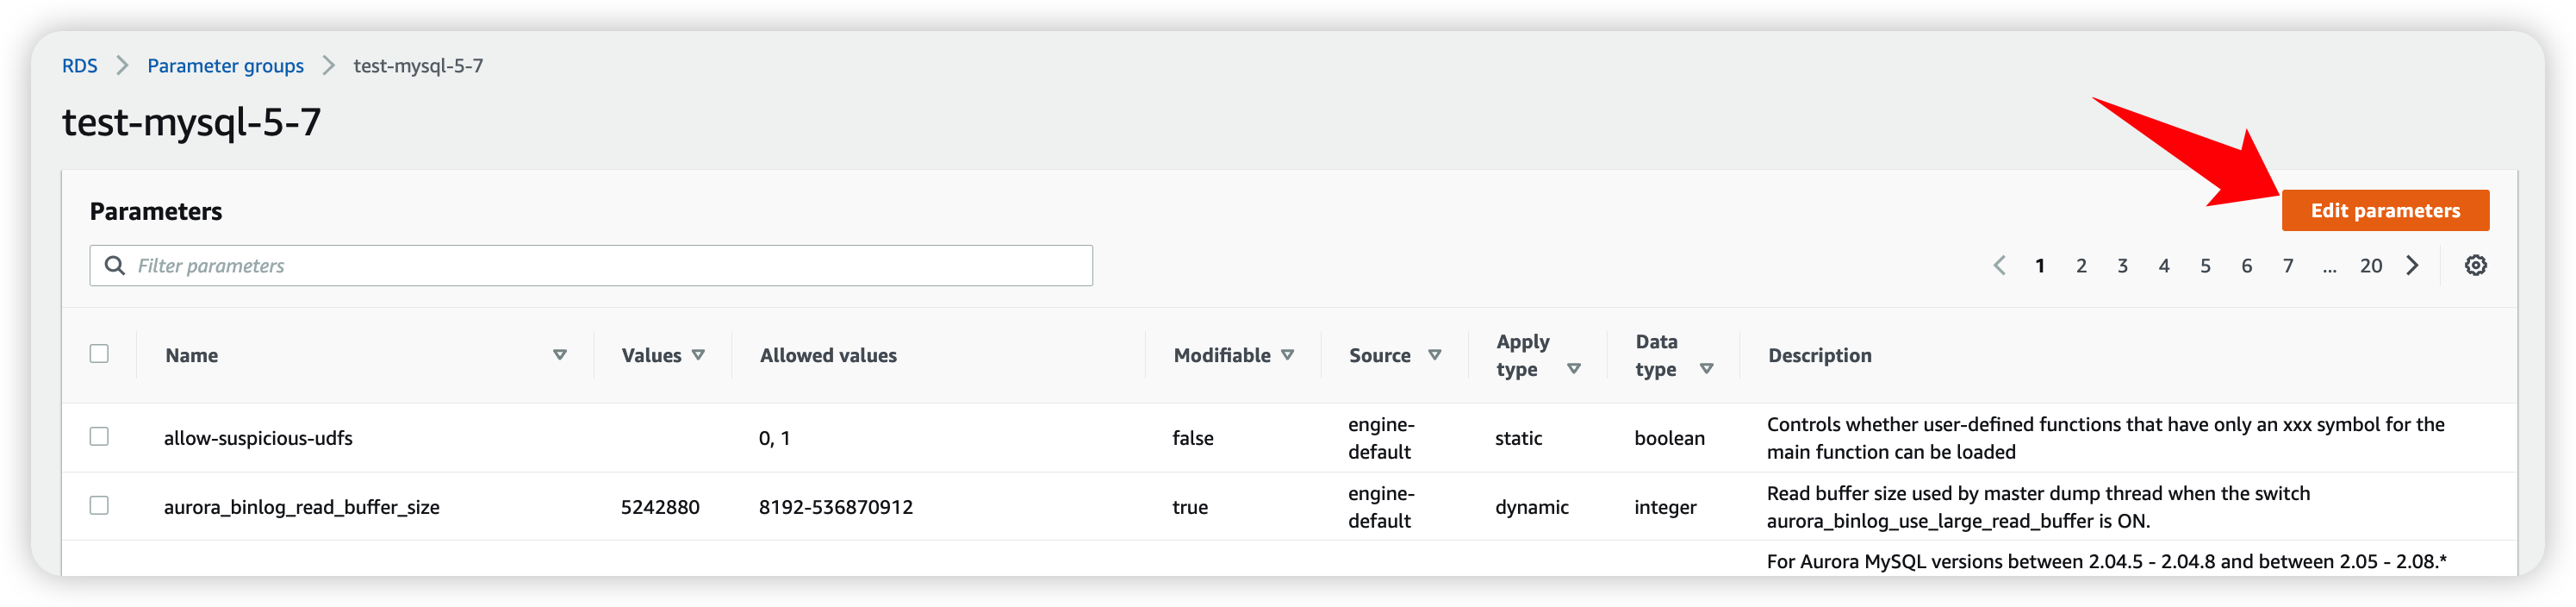 RDS > Parameter groups > test-mysql-5-7
test-mysql-5-7
Parameters
Edit parameters
Filter parameters
1 2 3 4 5 6 7 ... 20
Name Values Allowed values Modifiable Source Apply type Data type Description
allow-suspicious-udfs 0, 1 false engine-default static boolean Controls whether user-defined functions that have only an xxx symbol for the
main function can be loaded
aurora_binlog_read_buffer_size 5242880 8192-536870912 true engine-default dynamic integer Read buffer size used by master dump thread when the switch
aurora_binlog_use_large_read_buffer is ON.
For Aurora MySQL versions between 2.04.5 - 2.04.8 and between 2.05 - 2.08.*